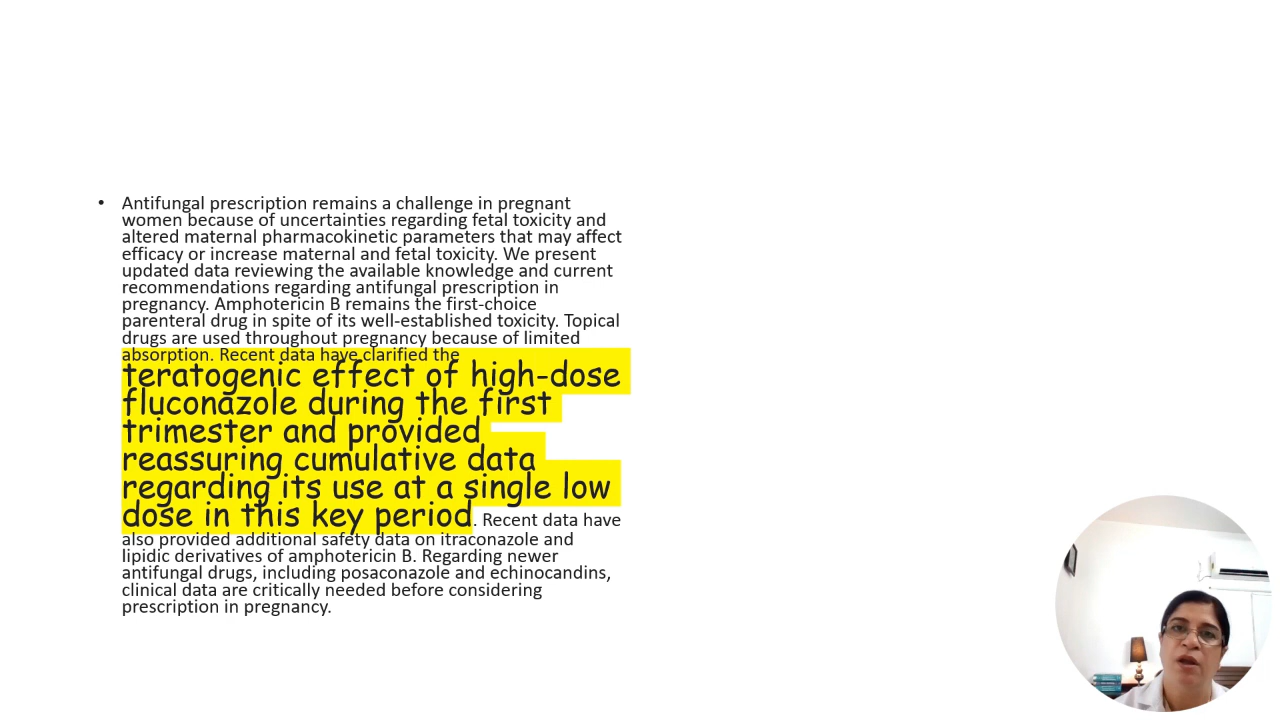 • Antifungal prescription remains a challenge in pregnant
women because of uncertainties regarding fetal toxicity and
altered maternal pharmacokinetic parameters that may affect
efficacy or increase maternal and fetal toxicity. We present
updated data reviewing the available knowledge and current
recommendations regarding antifungal prescription in
pregnancy. Amphotericin B remains the first-choice
parenteral drug in spite of its well-established toxicity. Topical
drugs are used throughout pregnancy because of limited
absorption. Recent data have clarified the
teratogenic effect of high-dose
fluconazole during the first
trimester and provided
reassuring cumulative data
regarding its use at a single low
dose in this key period. Recent data have
also provided additional safety data on itraconazole and
lipidic derivatives of amphotericin B. Regarding newer
antifungal drugs, including posaconazole and echinocandins,
clinical data are critically needed before considering
prescription in pregnancy.